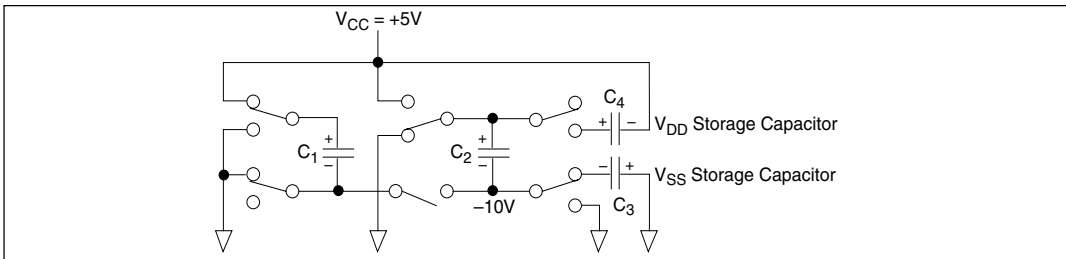 V_CC = +5V
C_4
+ −
V_DD Storage Capacitor
+
C_1
−
+
C_2
−
− +
V_SS Storage Capacitor
C_3
−10V